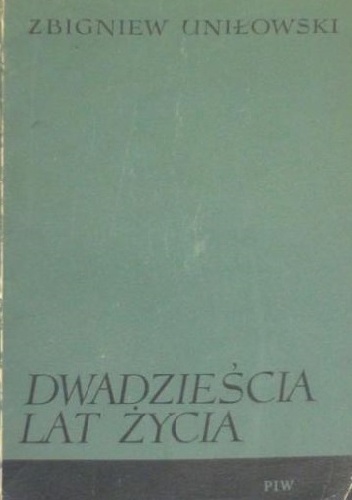 ZBIGNIEW UNIŁOWSKI
DWADZIEŚCIA
LAT ŻYCIA
PIW